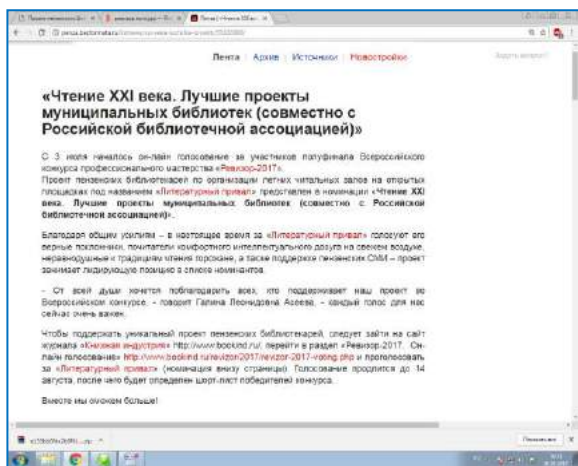 Лента Архив Источники Новостройки
«Чтение XXI века. Лучшие проекты
муниципальных библиотек (совместно с
Российской библиотечной ассоциацией)»
С 3 июля началось он-лайн голосование за участников полуфинала Всероссийского
конкурса профессионального мастерства «Ревизор-2017».
Проект пензенских библиотекарей по организации летних читальных залов на открытых
площадках под названием «Литературный привал» представлен в номинации «Чтение XXI
века. Лучшие проекты муниципальных библиотек (совместно с Российской
библиотечной ассоциацией)».
Благодаря общим усилиям – в настоящее время за «Литературный привал» голосуют его
верные поклонники, почитатели комфортного интеллектуального досуга на свежем воздухе,
неравнодушные к традициям чтения горожане, а также поддержке пензенских СМИ – проект
занимает лидирующую позицию в списке номинантов.
- От всей души хочется поблагодарить всех, кто поддерживает наш проект во
Всероссийском конкурсе, - говорит Галина Леонидовна Асеева, - каждый голос для нас
сейчас очень важен.
Чтобы поддержать уникальный проект пензенских библиотекарей, следует зайти на сайт
журнала «Книжная индустрия» http://www.bookind.ru/, перейти в раздел «Ревизор-2017. Он-
лайн голосование» http://www.bookind.ru/revizor2017/revizor-2017-voting.php и проголосовать
за «Литературный привал» (номинация внизу страницы). Голосование продлится до 14
августа, после чего будет определен шорт-лист победителей конкурса.
Вместе мы сможем больше!